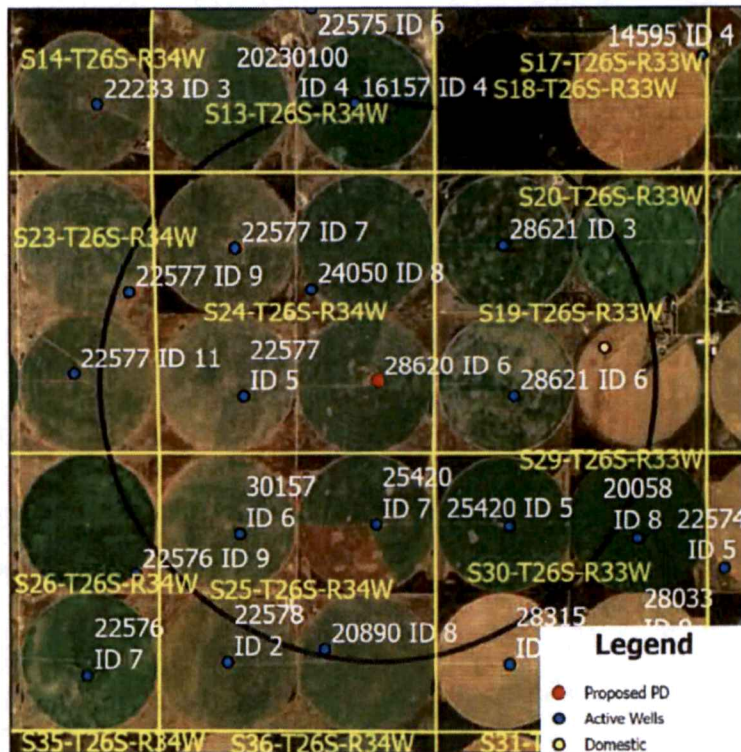 22575 ID 6
14595 ID 4
S14-T26S-R34W
20230100
S17-T26S-R33W
22233 ID 3
ID 4
16157 ID 4
S18-T26S-R33W
S13-T26S-R34W
S20-T26S-R33W
S23-T26S-R34W
22577 ID 7
28621 ID 3
22577 ID 9
24050 ID 8
S24-T26S-R34W
S19-T26S-R33W
22577 ID 11
22577
ID 5
28620 ID 6
28621 ID 6
S29-T26S-R33W
30157
ID 6
25420
ID 7
25420 ID 5
20058
ID 8
22574
ID 5
22576 ID 9
S26-T26S-R34W
S25-T26S-R34W
S30-T26S-R33W
22576
ID 7
22578
ID 2
20890 ID 8
28315
ID
28033
Legend
Proposed PD
Active Wells
Domestic
S35-T26S-R34W
S36-T26S-R34W